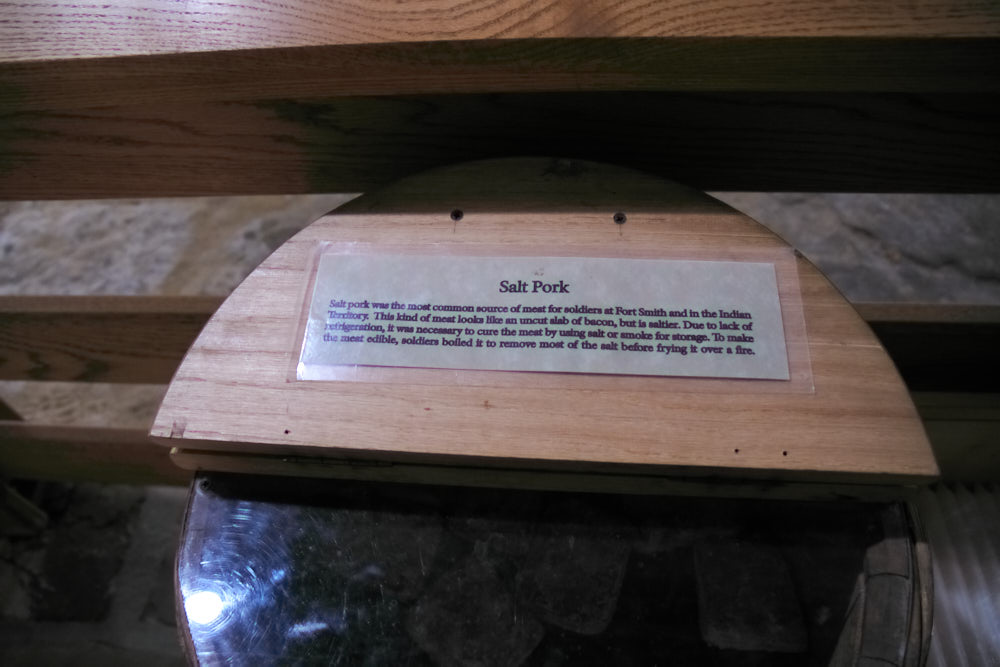 Salt Pork
Salt pork was the most common source of meat for soldiers at Fort Smith and in the Indian
Territory. This kind of meat looks like an uncut slab of bacon, but is saltier. Due to lack of
refrigeration, it was necessary to cure the meat by using salt or smoke for storage. To make
the meat edible, soldiers boiled it to remove most of the salt before frying it over a fire.